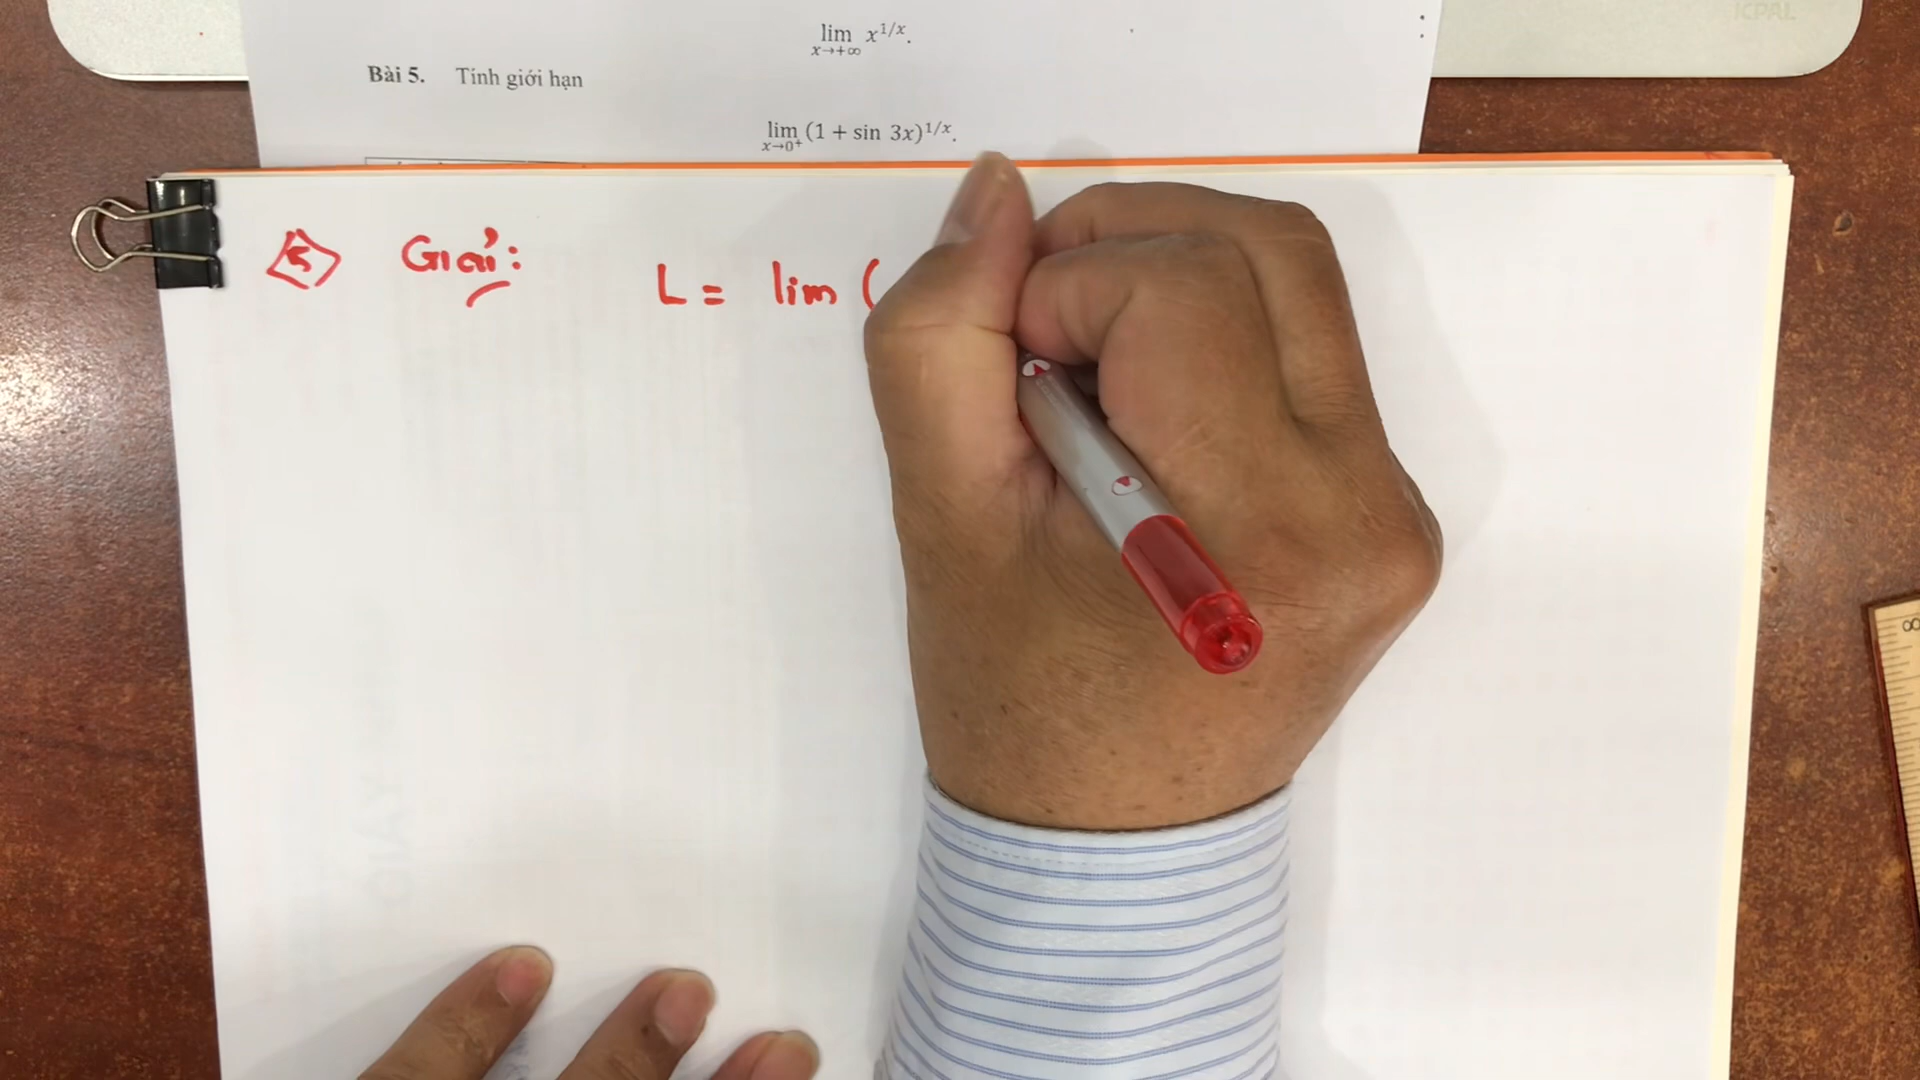 lim x→+∞ x^{1/x}.
Bài 5. Tính giới hạn
lim x→0⁺ (1 + sin 3x)^{1/x}.
5 Giải:
L = lim (